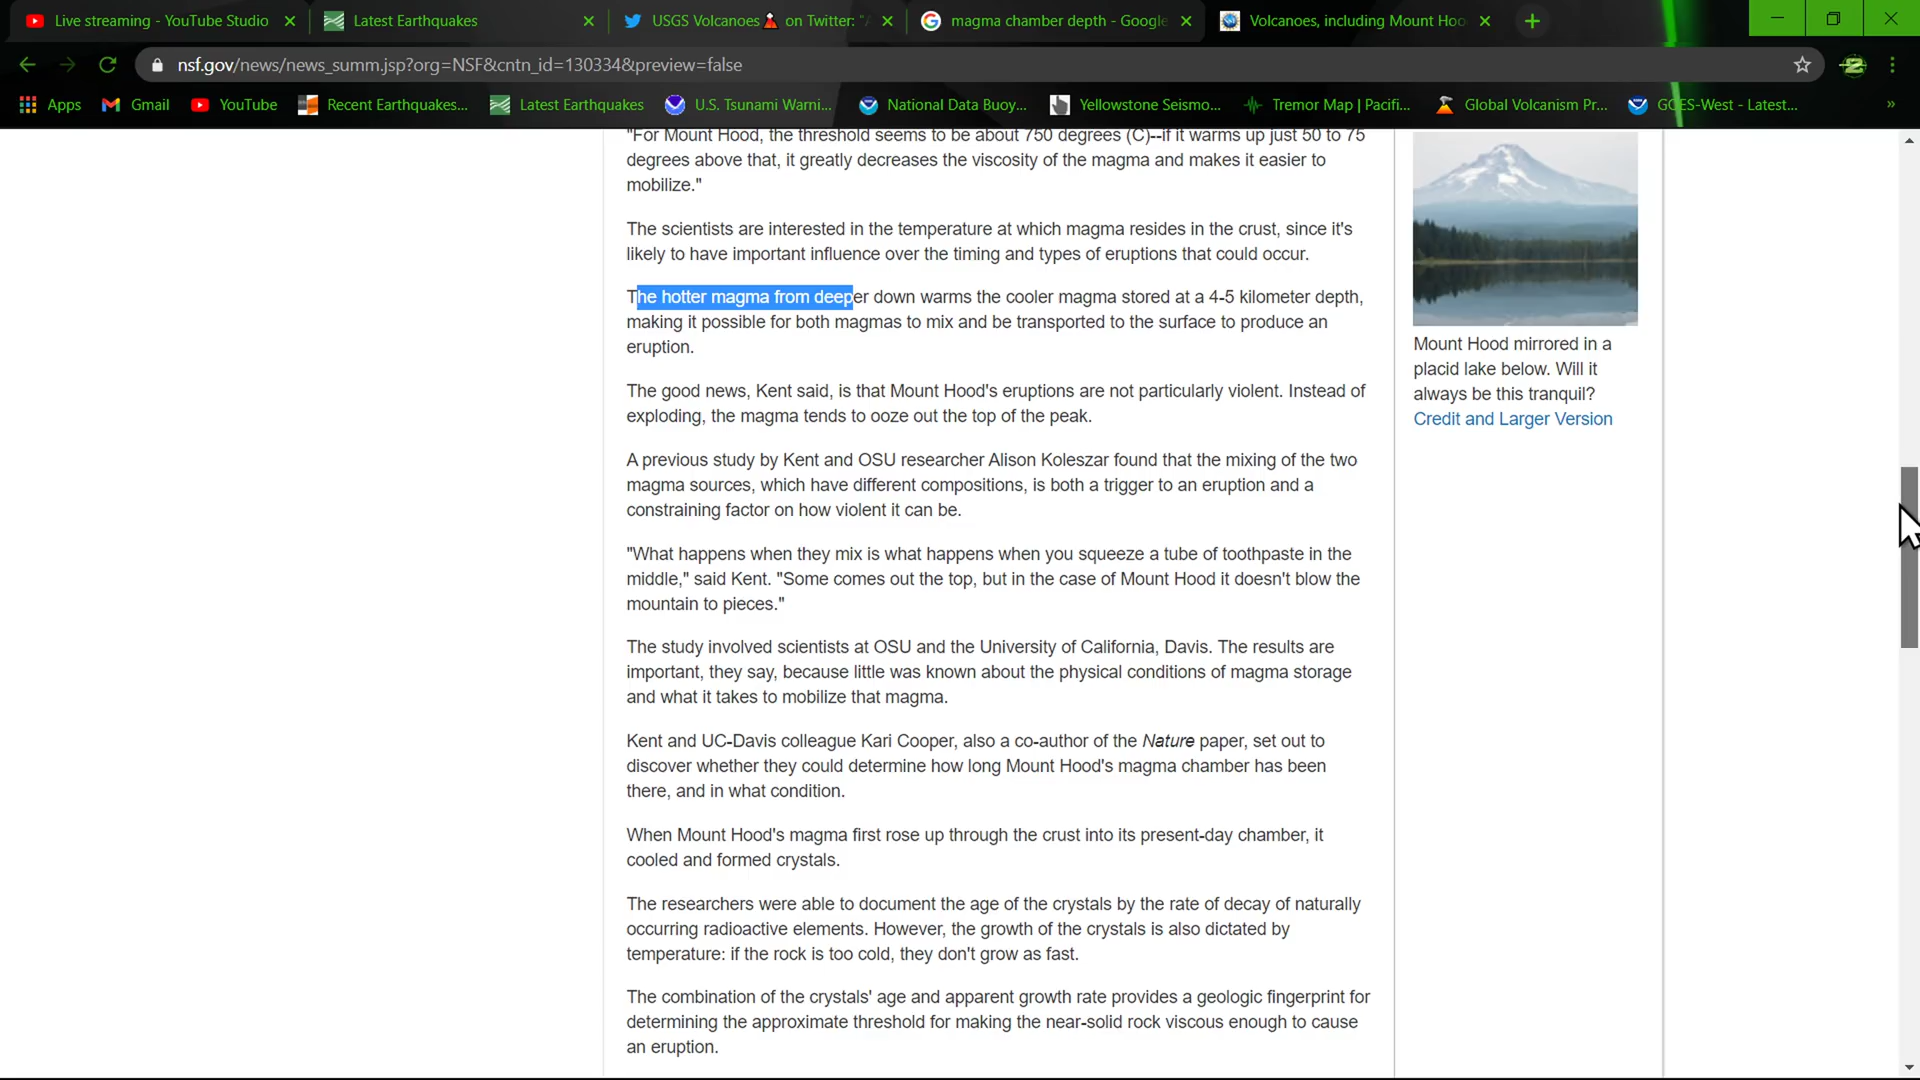 Live streaming - YouTube Studio
Latest Earthquakes
USGS Volcanoes🌋 on Twitter: "A
magma chamber depth - Google
Volcanoes, including Mount Hoo
nsf.gov/news/news_summ.jsp?org=NSF&cntn_id=130334&preview=false
Apps
Gmail
YouTube
Recent Earthquakes...
Latest Earthquakes
U.S. Tsunami Warni...
National Data Buoy...
Yellowstone Seismo...
Tremor Map | Pacifi...
Global Volcanism Pr...
GOES-West - Latest...
»
"For Mount Hood, the threshold seems to be about 750 degrees (C)--if it warms up just 50 to 75
degrees above that, it greatly decreases the viscosity of the magma and makes it easier to
mobilize."
The scientists are interested in the temperature at which magma resides in the crust, since it's
likely to have important influence over the timing and types of eruptions that could occur.
The hotter magma from deeper down warms the cooler magma stored at a 4-5 kilometer depth,
making it possible for both magmas to mix and be transported to the surface to produce an
eruption.
The good news, Kent said, is that Mount Hood's eruptions are not particularly violent. Instead of
exploding, the magma tends to ooze out the top of the peak.
A previous study by Kent and OSU researcher Alison Koleszar found that the mixing of the two
magma sources, which have different compositions, is both a trigger to an eruption and a
constraining factor on how violent it can be.
"What happens when they mix is what happens when you squeeze a tube of toothpaste in the
middle," said Kent. "Some comes out the top, but in the case of Mount Hood it doesn't blow the
mountain to pieces."
The study involved scientists at OSU and the University of California, Davis. The results are
important, they say, because little was known about the physical conditions of magma storage
and what it takes to mobilize that magma.
Kent and UC-Davis colleague Kari Cooper, also a co-author of the Nature paper, set out to
discover whether they could determine how long Mount Hood's magma chamber has been
there, and in what condition.
When Mount Hood's magma first rose up through the crust into its present-day chamber, it
cooled and formed crystals.
The researchers were able to document the age of the crystals by the rate of decay of naturally
occurring radioactive elements. However, the growth of the crystals is also dictated by
temperature: if the rock is too cold, they don't grow as fast.
The combination of the crystals' age and apparent growth rate provides a geologic fingerprint for
determining the approximate threshold for making the near-solid rock viscous enough to cause
an eruption.
Mount Hood mirrored in a
placid lake below. Will it
always be this tranquil?
Credit and Larger Version